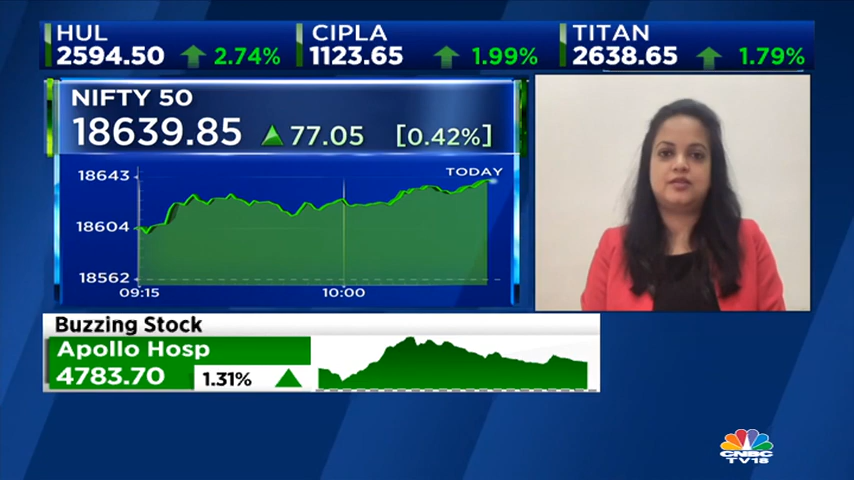 HUL
2594.50 2.74%
CIPLA
1123.65 1.99%
TITAN
2638.65 1.79%
NIFTY 50
18639.85 77.05 [0.42%]
TODAY
18643
18604
18562
09:15 10:00
Buzzing Stock
Apollo Hosp
4783.70 1.31%
CNBC
TV18